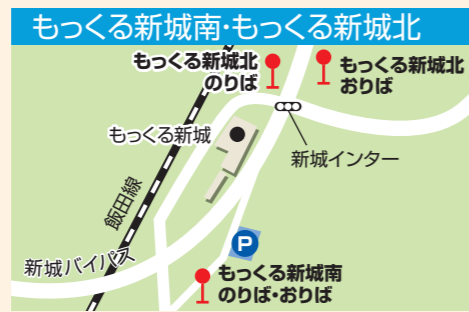 もっくる新城南・もっくる新城北
もっくる新城北
のりば
もっくる新城北
おりば
もっくる新城
新城インター
飯田線
新城バイパス
P
もっくる新城南
のりば・おりば